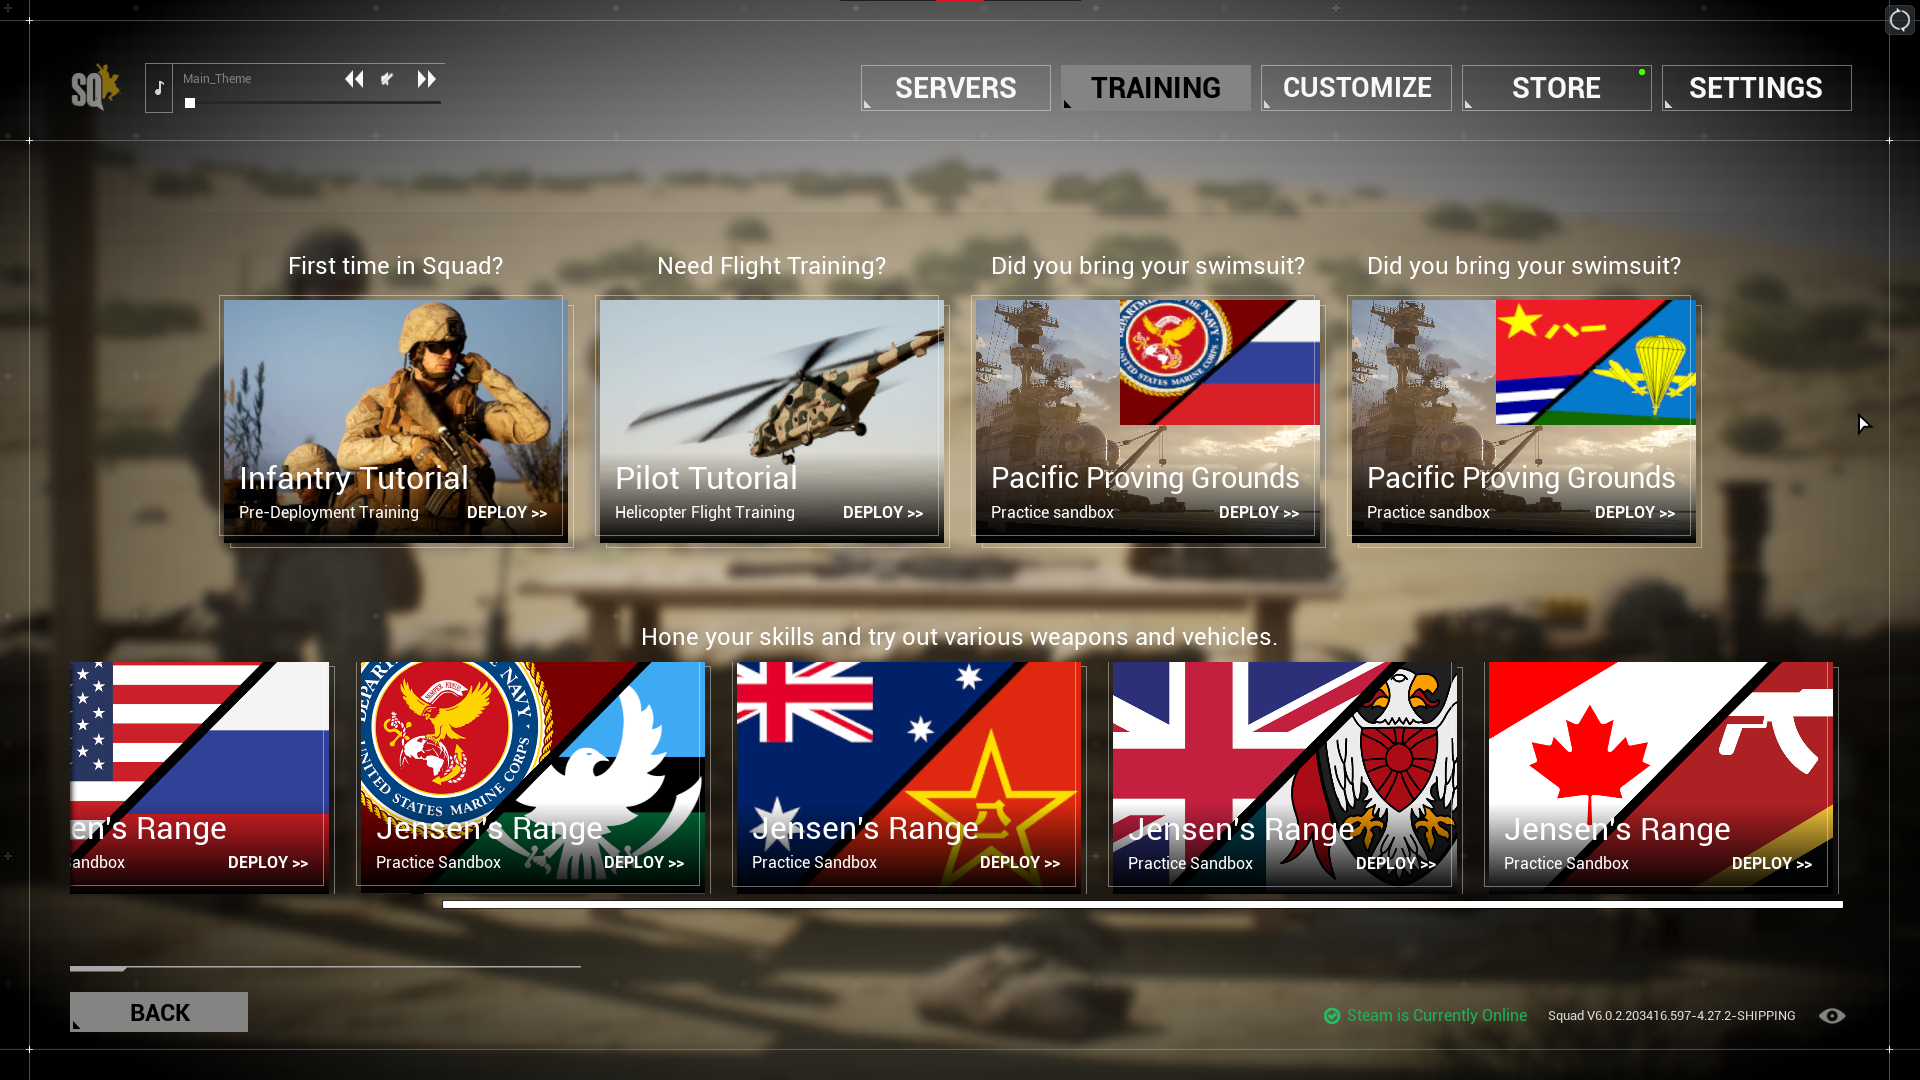 SQ
Main_Theme
SERVERS
TRAINING
CUSTOMIZE
STORE
SETTINGS
First time in Squad?
Need Flight Training?
Did you bring your swimsuit?
Did you bring your swimsuit?
Infantry Tutorial
Pre-Deployment Training
DEPLOY >>
Pilot Tutorial
Helicopter Flight Training
DEPLOY >>
Pacific Proving Grounds
Practice sandbox
DEPLOY >>
Pacific Proving Grounds
Practice sandbox
DEPLOY >>
Hone your skills and try out various weapons and vehicles.
en's Range
andbox
DEPLOY >>
UNITED STATES MARINE CORPS
NAVY
Jensen's Range
Practice Sandbox
DEPLOY >>
Jensen's Range
Practice Sandbox
DEPLOY >>
Jensen's Range
Practice Sandbox
DEPLOY >>
Jensen's Range
Practice Sandbox
DEPLOY >>
BACK
Steam is Currently Online
Squad V6.0.2.203416.597-4.27.2-SHIPPING